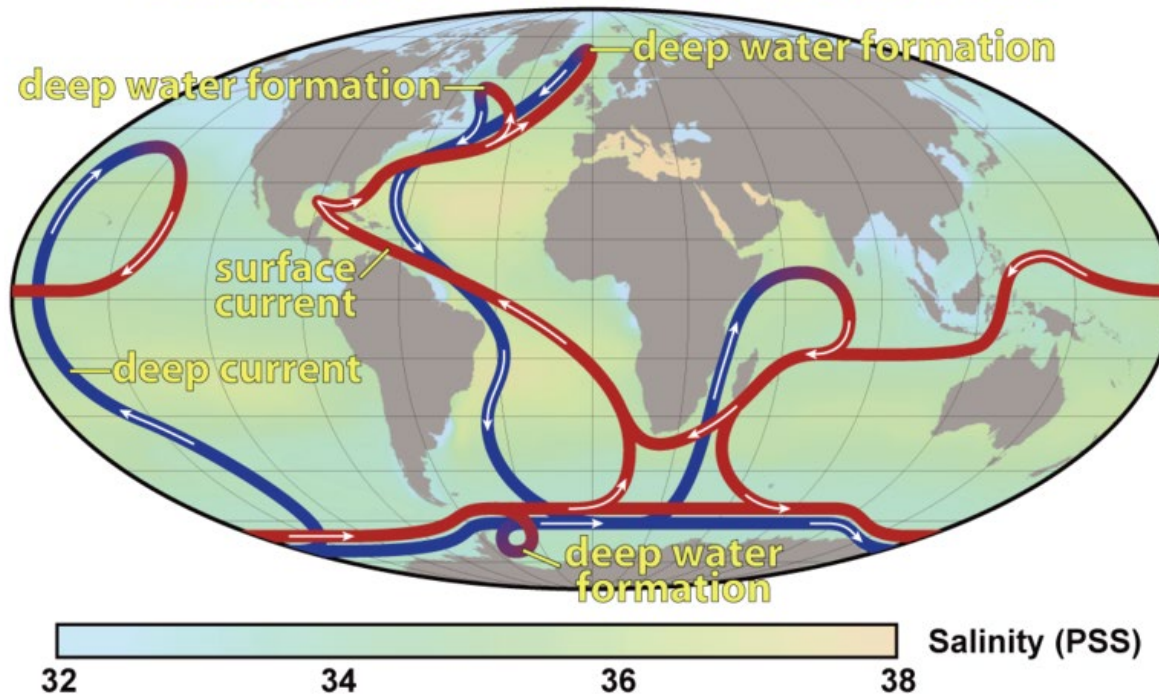 deep water formation
deep water formation
surface
current
deep current
deep water
formation
Salinity (PSS)
32 34 36 38